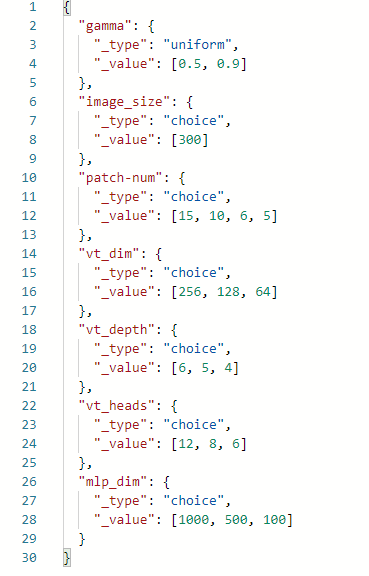 1 {
2 "gamma": {
3 "_type": "uniform",
4 "_value": [0.5, 0.9]
5 },
6 "image_size": {
7 "_type": "choice",
8 "_value": [300]
9 },
10 "patch-num": {
11 "_type": "choice",
12 "_value": [15, 10, 6, 5]
13 },
14 "vt_dim": {
15 "_type": "choice",
16 "_value": [256, 128, 64]
17 },
18 "vt_depth": {
19 "_type": "choice",
20 "_value": [6, 5, 4]
21 },
22 "vt_heads": {
23 "_type": "choice",
24 "_value": [12, 8, 6]
25 },
26 "mlp_dim": {
27 "_type": "choice",
28 "_value": [1000, 500, 100]
29 }
30 }